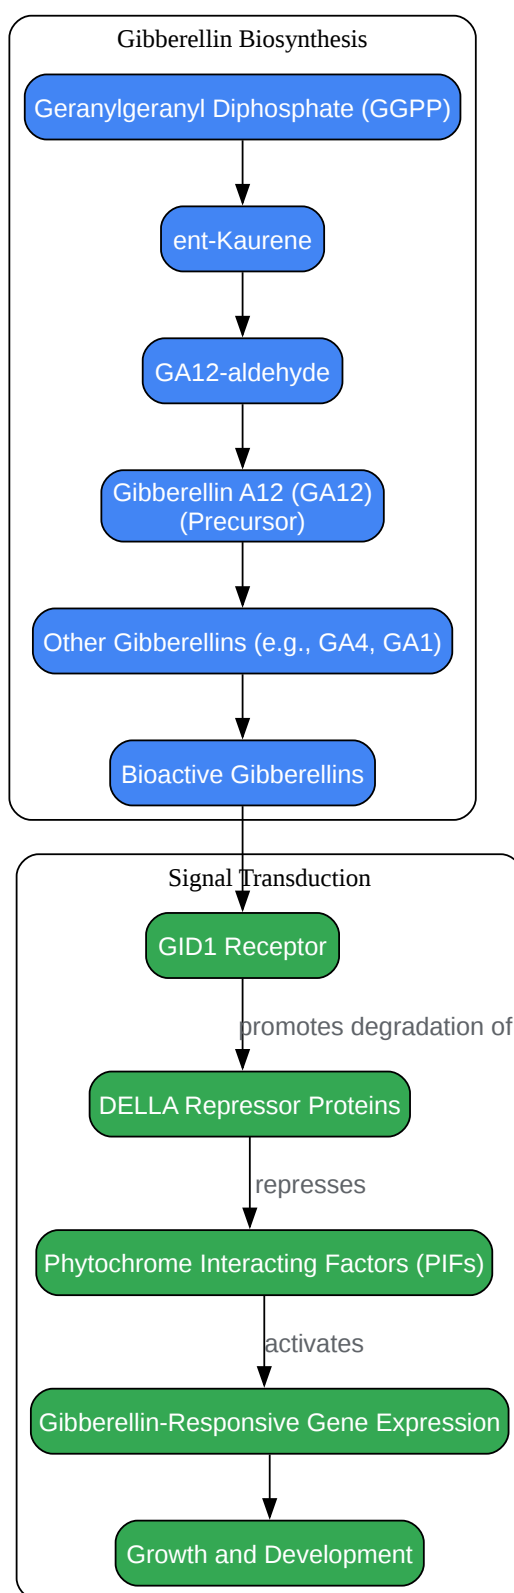 Gibberellin Biosynthesis
Geranylgeranyl Diphosphate (GGPP)
ent-Kaurene
GA12-aldehyde
Gibberellin A12 (GA12)
(Precursor)
Other Gibberellins (e.g., GA4, GA1)
Bioactive Gibberellins
Signal Transduction
GID1 Receptor
promotes degradation of
DELLA Repressor Proteins
represses
Phytochrome Interacting Factors (PIFs)
activates
Gibberellin-Responsive Gene Expression
Growth and Development